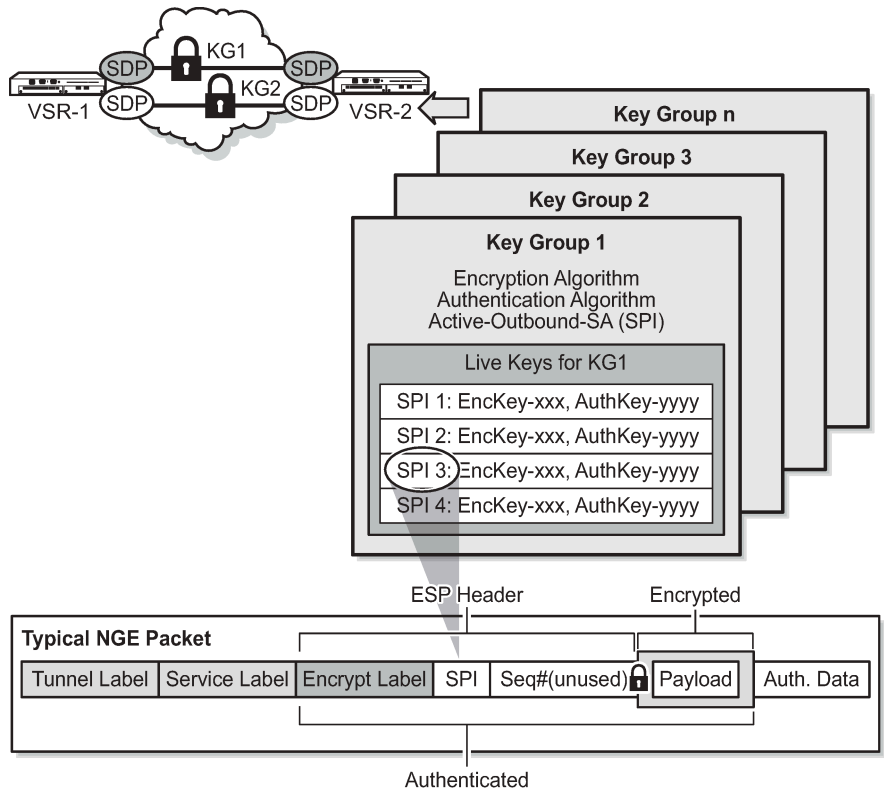 SDP
KG1
SDP
SDP
KG2
SDP
VSR-1
VSR-2
Key Group n
Key Group 3
Key Group 2
Key Group 1
Encryption Algorithm
Authentication Algorithm
Active-Outbound-SA (SPI)
Live Keys for KG1
SPI 1: EncKey-xxx, AuthKey-yyyy
SPI 2: EncKey-xxx, AuthKey-yyyy
SPI 3: EncKey-xxx, AuthKey-yyyy
SPI 4: EncKey-xxx, AuthKey-yyyy
ESP Header
Encrypted
Typical NGE Packet
Tunnel Label
Service Label
Encrypt Label
SPI
Seq#(unused)
Payload
Auth. Data
Authenticated